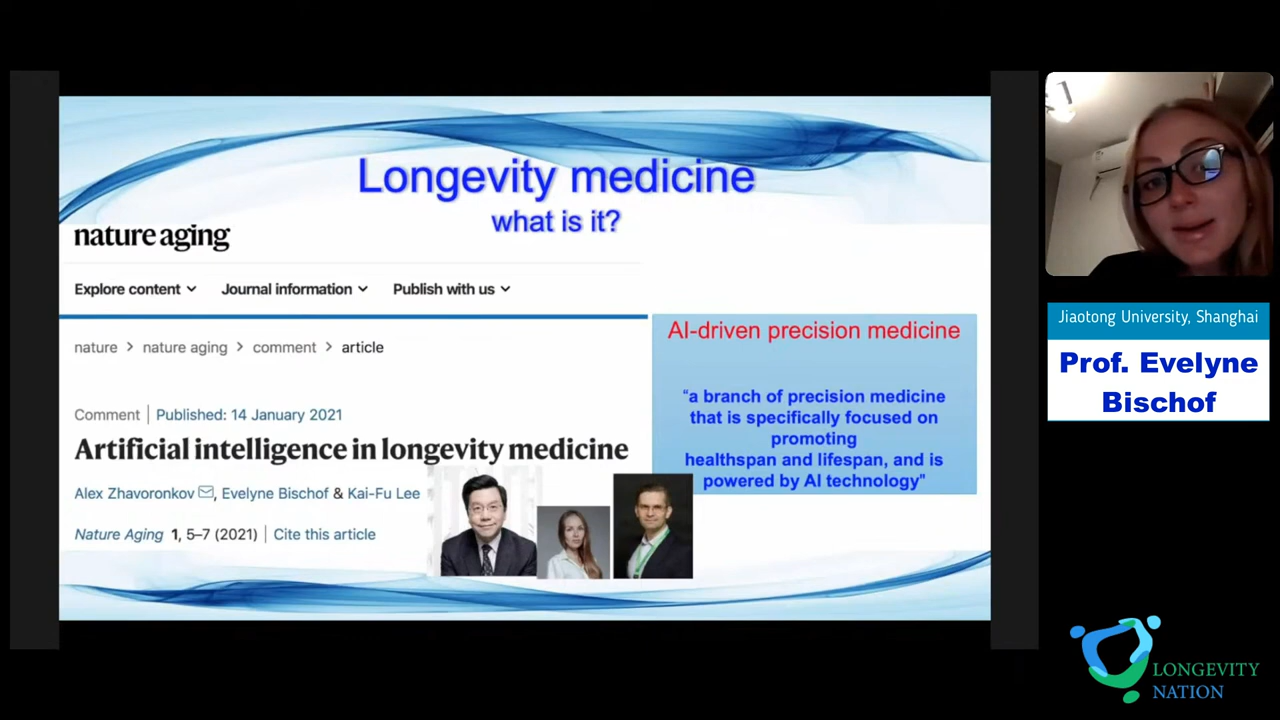 Longevity medicine
what is it?
nature aging
Explore content
Journal information
Publish with us
nature > nature aging > comment > article
Comment | Published: 14 January 2021
Artificial intelligence in longevity medicine
Alex Zhavoronkov, Evelyne Bischof & Kai-Fu Lee
Nature Aging 1, 5–7 (2021) | Cite this article
AI-driven precision medicine
“a branch of precision medicine
that is specifically focused on
promoting
healthspan and lifespan, and is
powered by AI technology”
Jiaotong University, Shanghai
Prof. Evelyne
Bischof
LONGEVITY
NATION